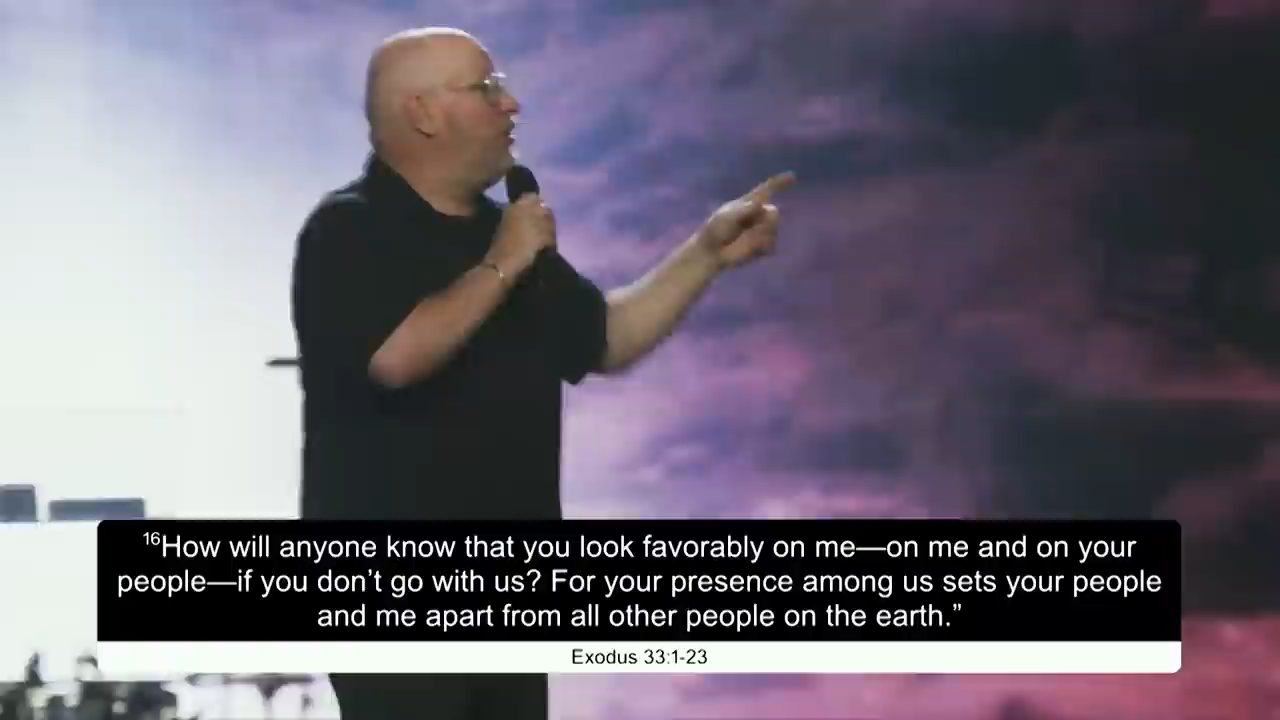 16How will anyone know that you look favorably on me—on me and on your
people—if you don’t go with us? For your presence among us sets your people
and me apart from all other people on the earth.”
Exodus 33:1-23